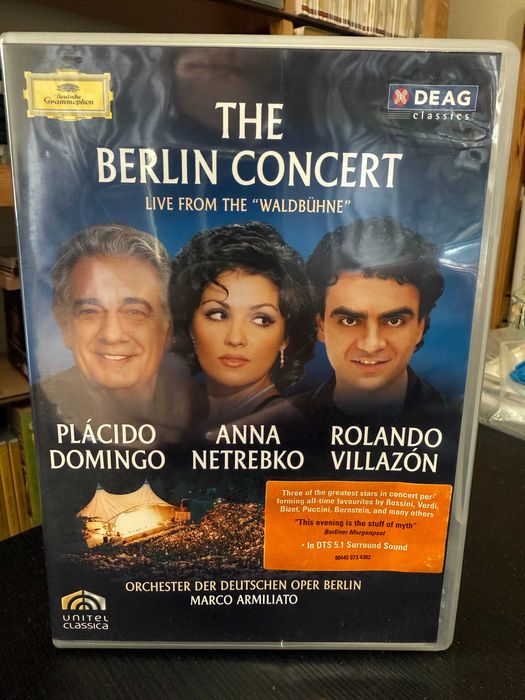 Deutsche
Grammophon
DEAG
classics
THE
BERLIN CONCERT
LIVE FROM THE "WALDBÜHNE"
PLÁCIDO
DOMINGO
ANNA
NETREBKO
ROLANDO
VILLAZÓN
Three of the greatest stars in concert per-
forming all-time favourites by Rossini, Verdi,
Bizet, Puccini, Bernstein, and many others
"This evening is the stuff of myth"
Berliner Morgenpost
• In DTS 5.1 Surround Sound
00440 073 4302
ORCHESTER DER DEUTSCHEN OPER BERLIN
MARCO ARMILIATO
UNITEL
CLASSICA